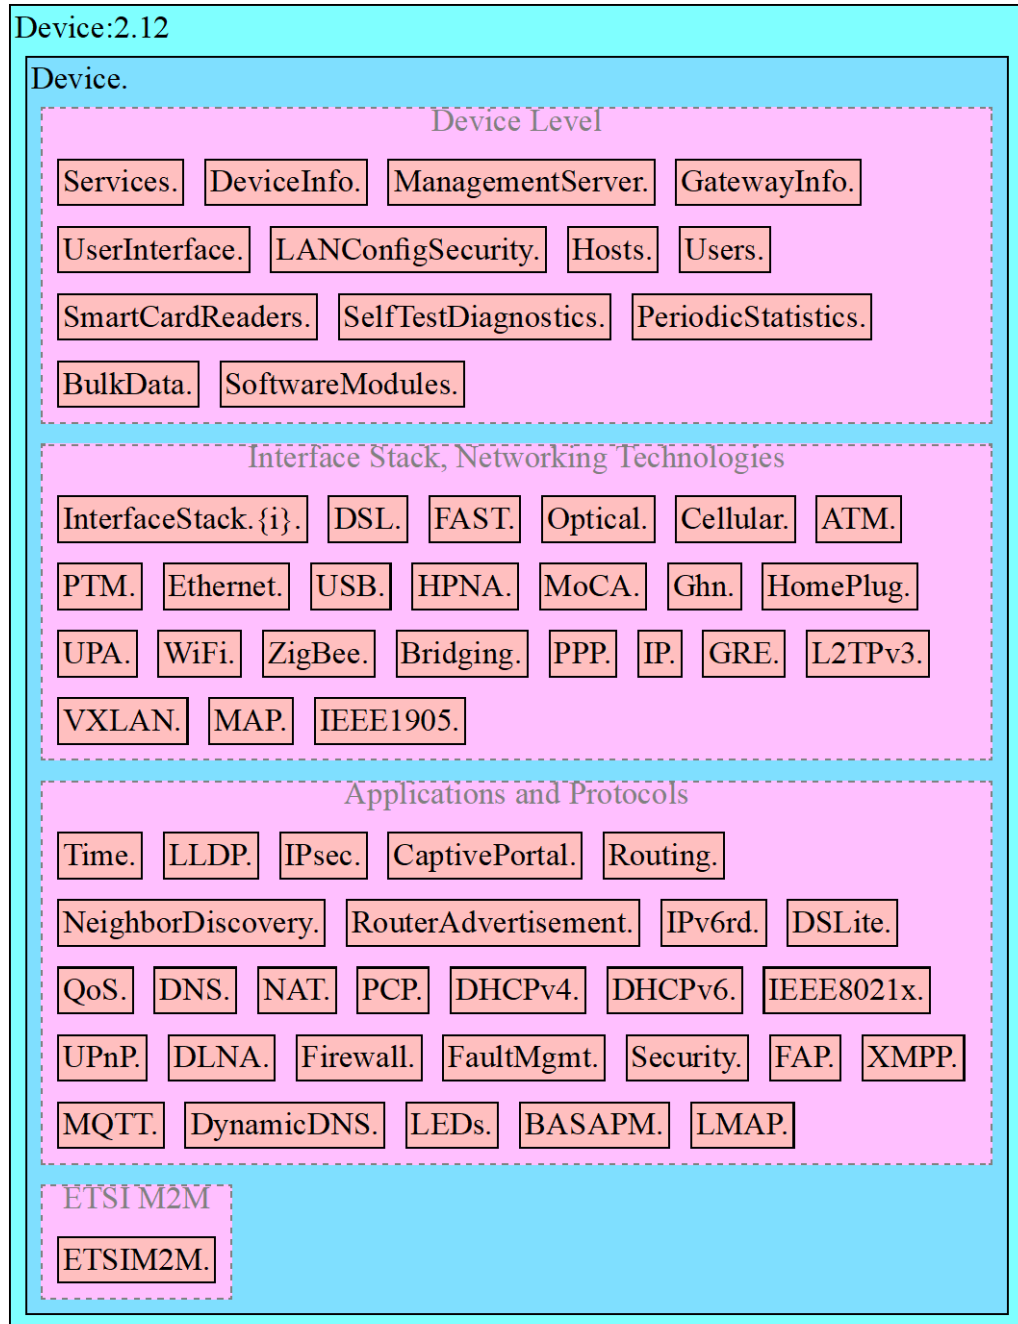 Device:2.12
Device.
Device Level
Services. DeviceInfo. ManagementServer. GatewayInfo.
UserInterface. LANConfigSecurity. Hosts. Users.
SmartCardReaders. SelfTestDiagnostics. PeriodicStatistics.
BulkData. SoftwareModules.
Interface Stack, Networking Technologies
InterfaceStack.{i}. DSL. FAST. Optical. Cellular. ATM.
PTM. Ethernet. USB. HPNA. MoCA. Ghn. HomePlug.
UPA. WiFi. ZigBee. Bridging. PPP. IP. GRE. L2TPv3.
VXLAN. MAP. IEEE1905.
Applications and Protocols
Time. LLDP. IPsec. CaptivePortal. Routing.
NeighborDiscovery. RouterAdvertisement. IPv6rd. DSLite.
QoS. DNS. NAT. PCP. DHCPv4. DHCPv6. IEEE8021x.
UPnP. DLNA. Firewall. FaultMgmt. Security. FAP. XMPP.
MQTT. DynamicDNS. LEDs. BASAPM. LMAP.
ETSI M2M
ETSIM2M.